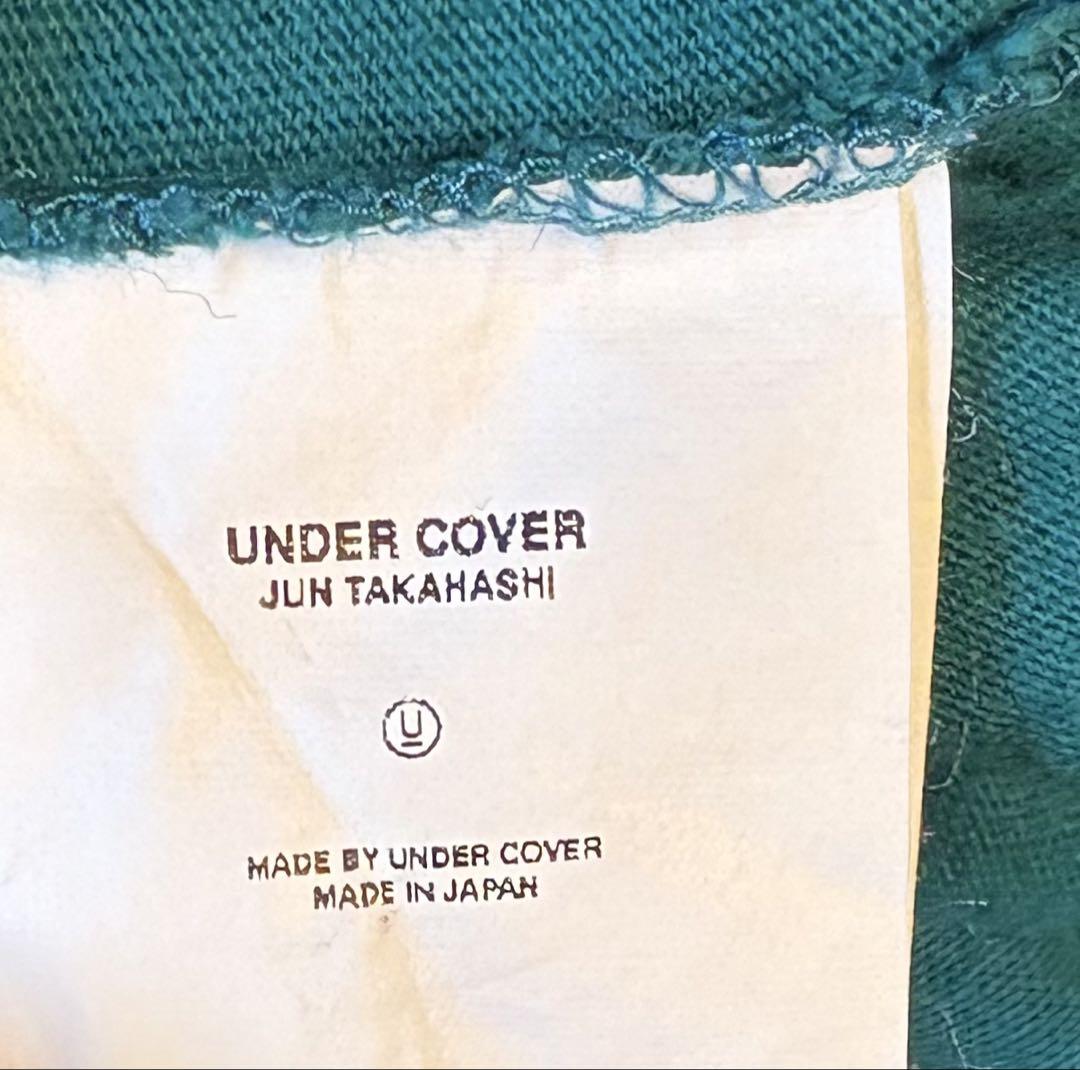 UNDER COVER
JUN TAKAHASHI
U
MADE BY UNDER COVER
MADE IN JAPAN